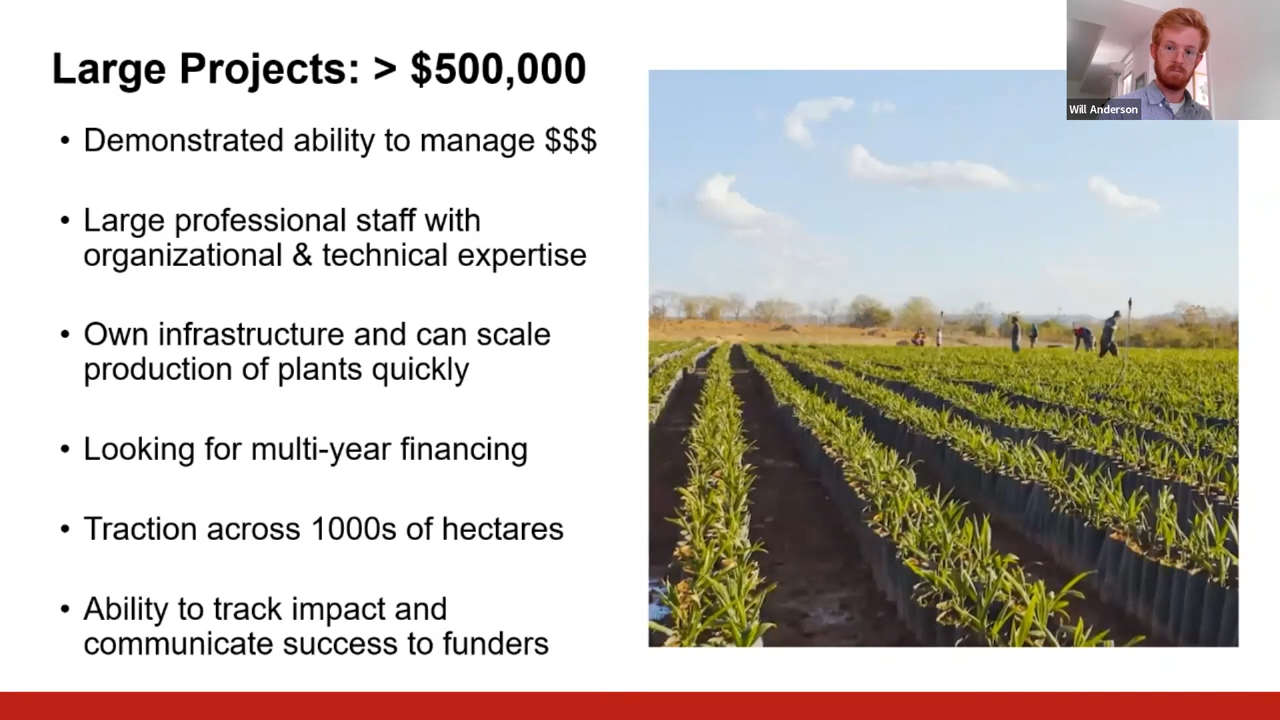 Large Projects: > $500,000
• Demonstrated ability to manage $$$
• Large professional staff with
organizational & technical expertise
• Own infrastructure and can scale
production of plants quickly
• Looking for multi-year financing
• Traction across 1000s of hectares
• Ability to track impact and
communicate success to funders
Will Anderson